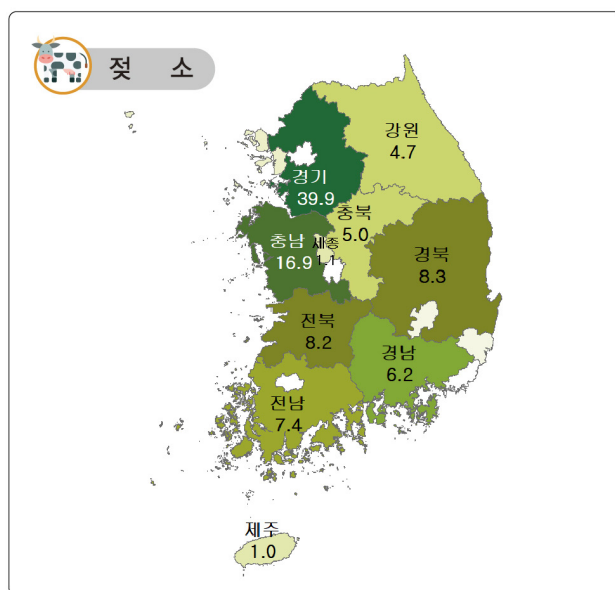 젖 소
강원
4.7
경기
39.9
충북
5.0
충남
16.9
세종
1.1
경북
8.3
전북
8.2
경남
6.2
전남
7.4
제주
1.0